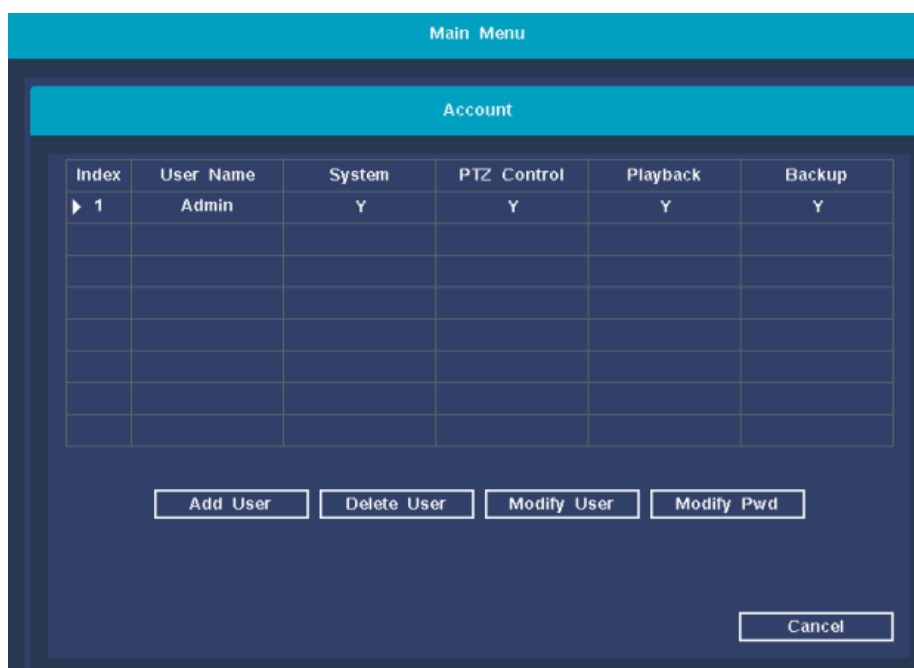 Main Menu
Account
Index User Name System PTZ Control Playback Backup
1 Admin Y Y Y Y
Add User Delete User Modify User Modify Pwd
Cancel